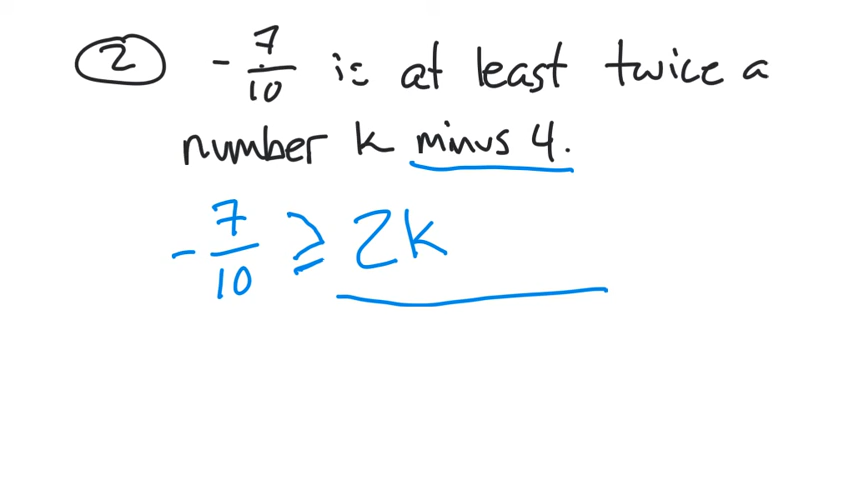 ② -7/10 is at least twice a
number k minus 4.
-7/10 ≥ 2k